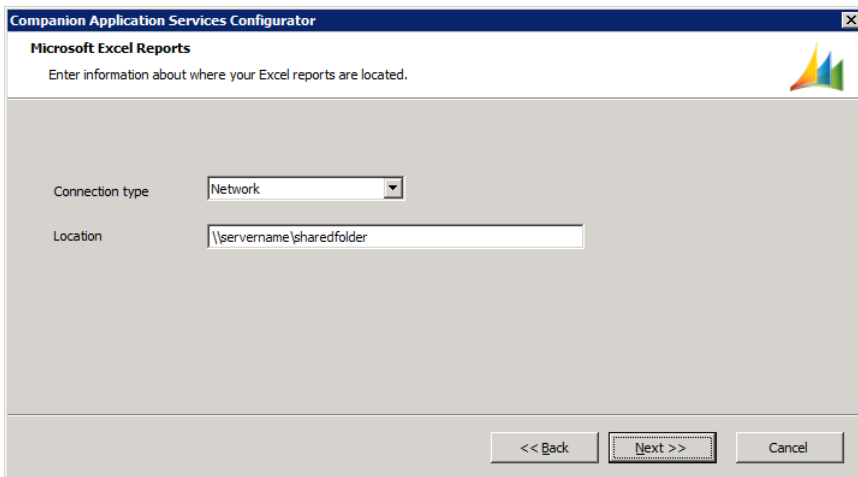 Companion Application Services Configurator
Microsoft Excel Reports
Enter information about where your Excel reports are located.
Connection type Network
Location \\servername\sharedfolder
<< Back Next >> Cancel